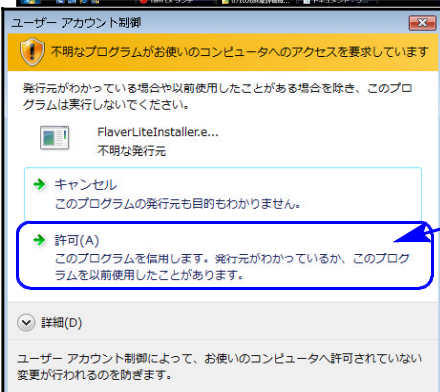 ユーザー アカウント制御
不明なプログラムがお使いのコンピュータへのアクセスを要求しています
発行元がわかっている場合や以前使用したことがある場合を除き、このプロ
グラムは実行しないでください。
FlaverLiteInstaller.e...
不明な発行元
キャンセル
このプログラムの発行元も目的もわかりません。
許可(A)
このプログラムを信用します。発行元がわかっているか、このプログ
ラムを以前使用したことがあります。
詳細(D)
ユーザー アカウント制御によって、お使いのコンピュータへ許可されていない
変更が行われるのを防ぎます。